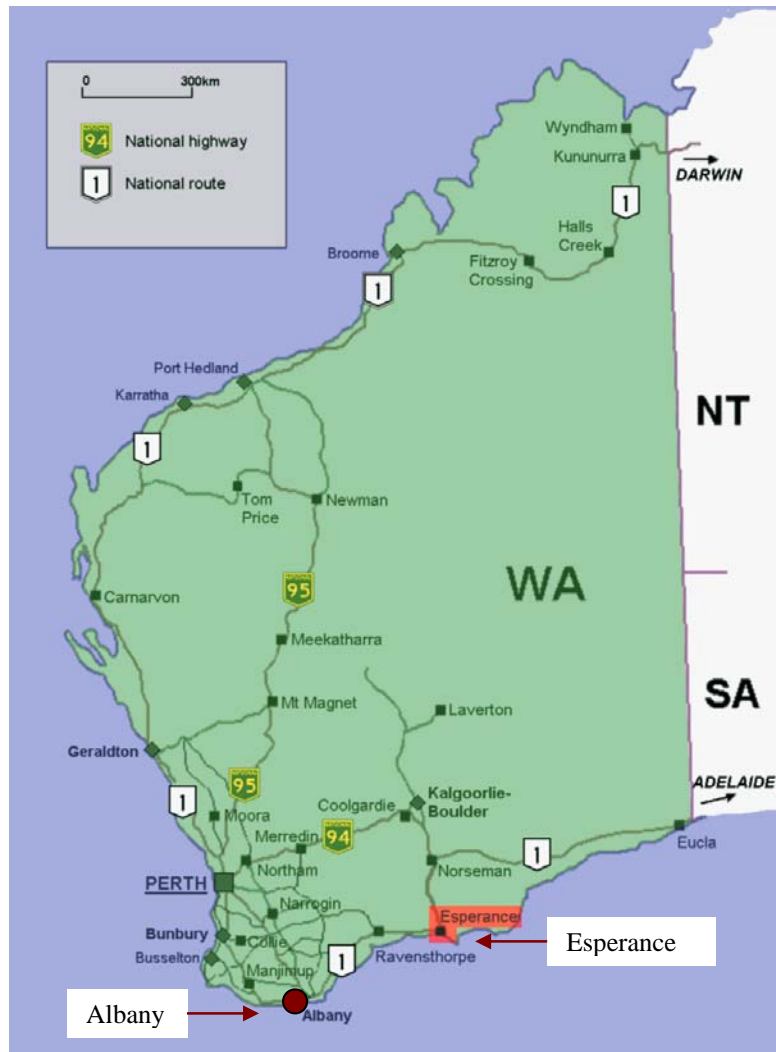 0 300km
94 National highway
1 National route
Wyndham
Kununurra
DARWIN
1
Halls
Creek
Broome
Fitzroy
Crossing
1
Port Hedland
Karratha
NT
1
Tom
Price
Newman
WA
95
Carnarvon
Meekatharra
SA
Mt Magnet
Laverton
Geraldton
ADELAIDE
95
1
Kalgoorlie-
Boulder
Coolgardie
Moora
94
Merredin
Eucla
1
Northam
Norseman
PERTH
Narrogin
Esperance
Bunbury
Collie
Esperance
Busselton
Ravensthorpe
1
Manjimup
Albany
Albany